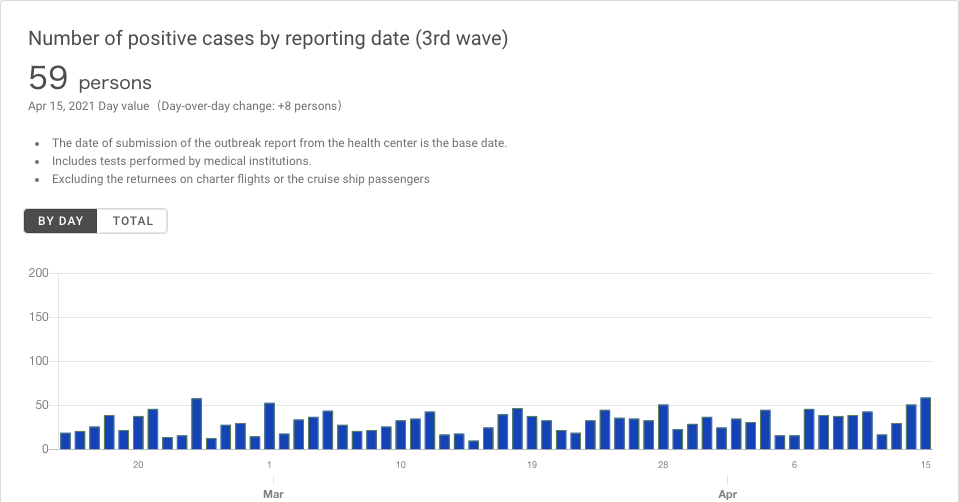 Number of positive cases by reporting date (3rd wave)
59 persons
Apr 15, 2021 Day value（Day-over-day change: +8 persons）
• The date of submission of the outbreak report from the health center is the base date.
• Includes tests performed by medical institutions.
• Excluding the returnees on charter flights or the cruise ship passengers
BY DAY TOTAL
200
150
100
50
0
20 1 10 19 28 6 15
Mar Apr